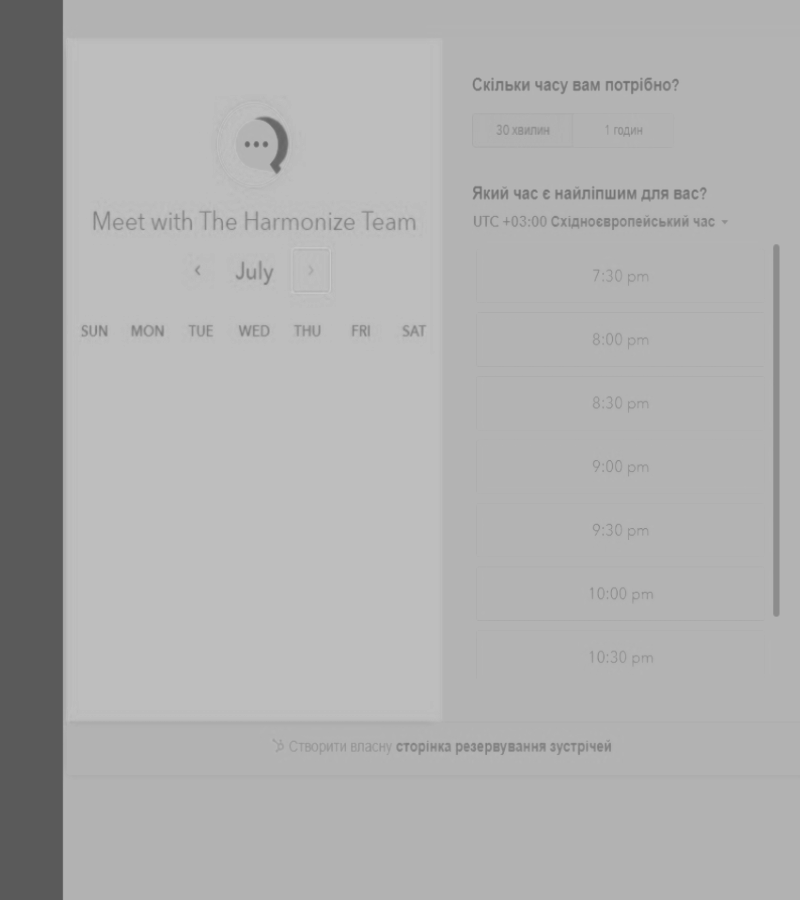 Meet with The Harmonize Team
July
SUN MON TUE WED THU FRI SAT
Скільки часу вам потрібно?
30 хвилин 1 годин
Який час є найліпшим для вас?
UTC +03:00 Східноєвропейський час
7:30 pm
8:00 pm
8:30 pm
9:00 pm
9:30 pm
10:00 pm
10:30 pm
Створити власну сторінка резервування зустрічей